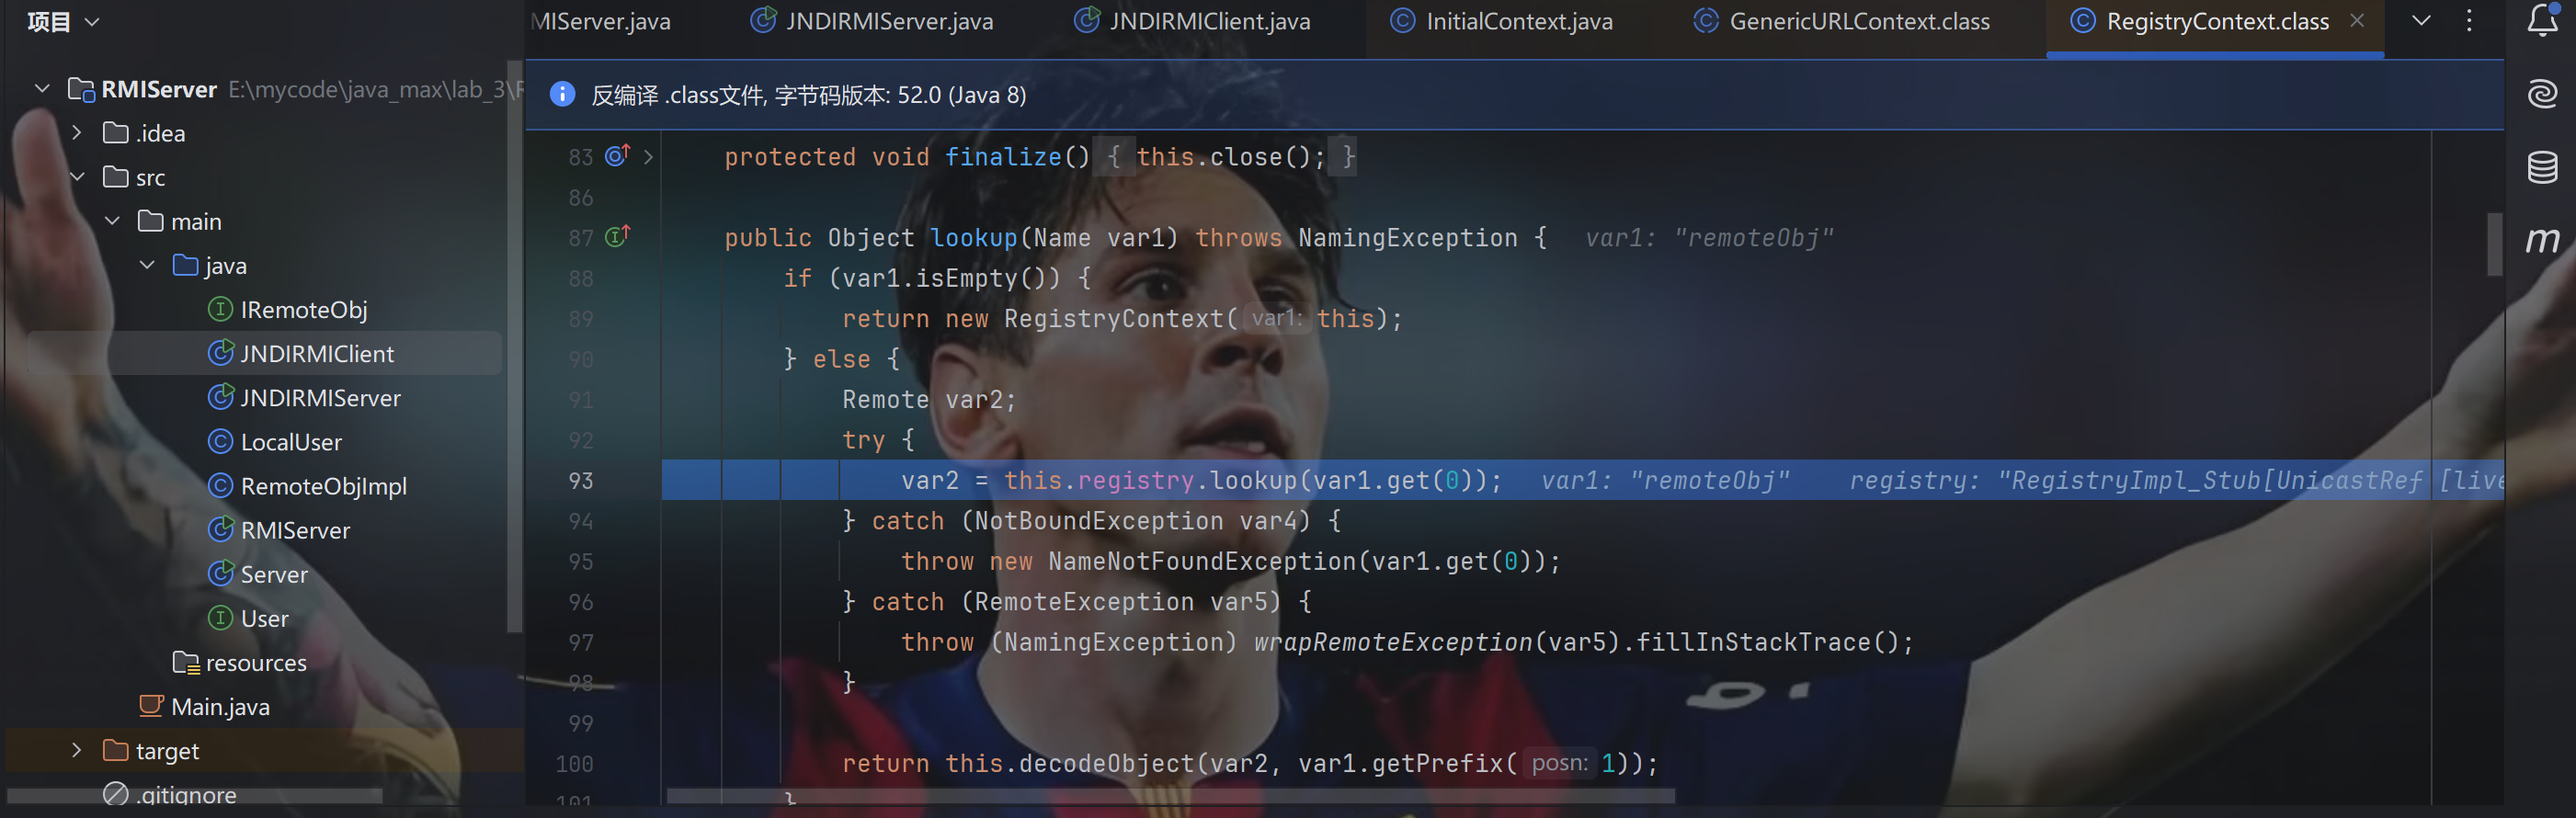 项目
MIServer.java JNDIRMIServer.java JNDIRMIClient.java InitialContext.java GenericURLContext.class RegistryContext.class
RMIServer E:\mycode\java_max\lab_3\R
.idea
src
main
java
IRemoteObj
JNDIRMIClient
JNDIRMIServer
LocalUser
RemoteObjImpl
RMIServer
Server
User
resources
Main.java
target
.gitignore
反编译 .class文件, 字节码版本: 52.0 (Java 8)
83 protected void finalize() { this.close(); }
86
87 public Object lookup(Name var1) throws NamingException { var1: "remoteObj"
88 if (var1.isEmpty()) {
89 return new RegistryContext( var1: this);
90 } else {
91 Remote var2;
92 try {
93 var2 = this.registry.lookup(var1.get(0)); var1: "remoteObj" registry: "RegistryImpl_Stub[UnicastRef [live
94 } catch (NotBoundException var4) {
95 throw new NameNotFoundException(var1.get(0));
96 } catch (RemoteException var5) {
97 throw (NamingException) wrapRemoteException(var5).fillInStackTrace();
98 }
99
100 return this.decodeObject(var2, var1.getPrefix( posn: 1));
101 }
m